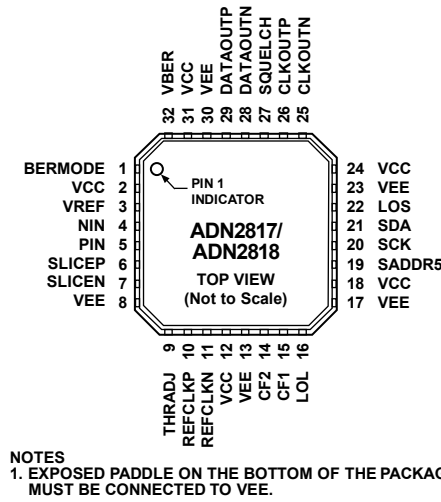 32 VBER
31 VCC
30 VEE
29 DATAOUTP
28 DATAOUTN
27 SQUELCH
26 CLKOUTP
25 CLKOUTN
BERMODE 1
VCC 2
VREF 3
NIN 4
PIN 5
SLICEP 6
SLICEN 7
VEE 8
PIN 1
INDICATOR
ADN2817/
ADN2818
TOP VIEW
(Not to Scale)
24 VCC
23 VEE
22 LOS
21 SDA
20 SCK
19 SADDR5
18 VCC
17 VEE
THRADJ 9
REFCLKP 10
REFCLKN 11
VCC 12
VEE 13
CF2 14
CF1 15
LOL 16
NOTES
1. EXPOSED PADDLE ON THE BOTTOM OF THE PACKAG
MUST BE CONNECTED TO VEE.